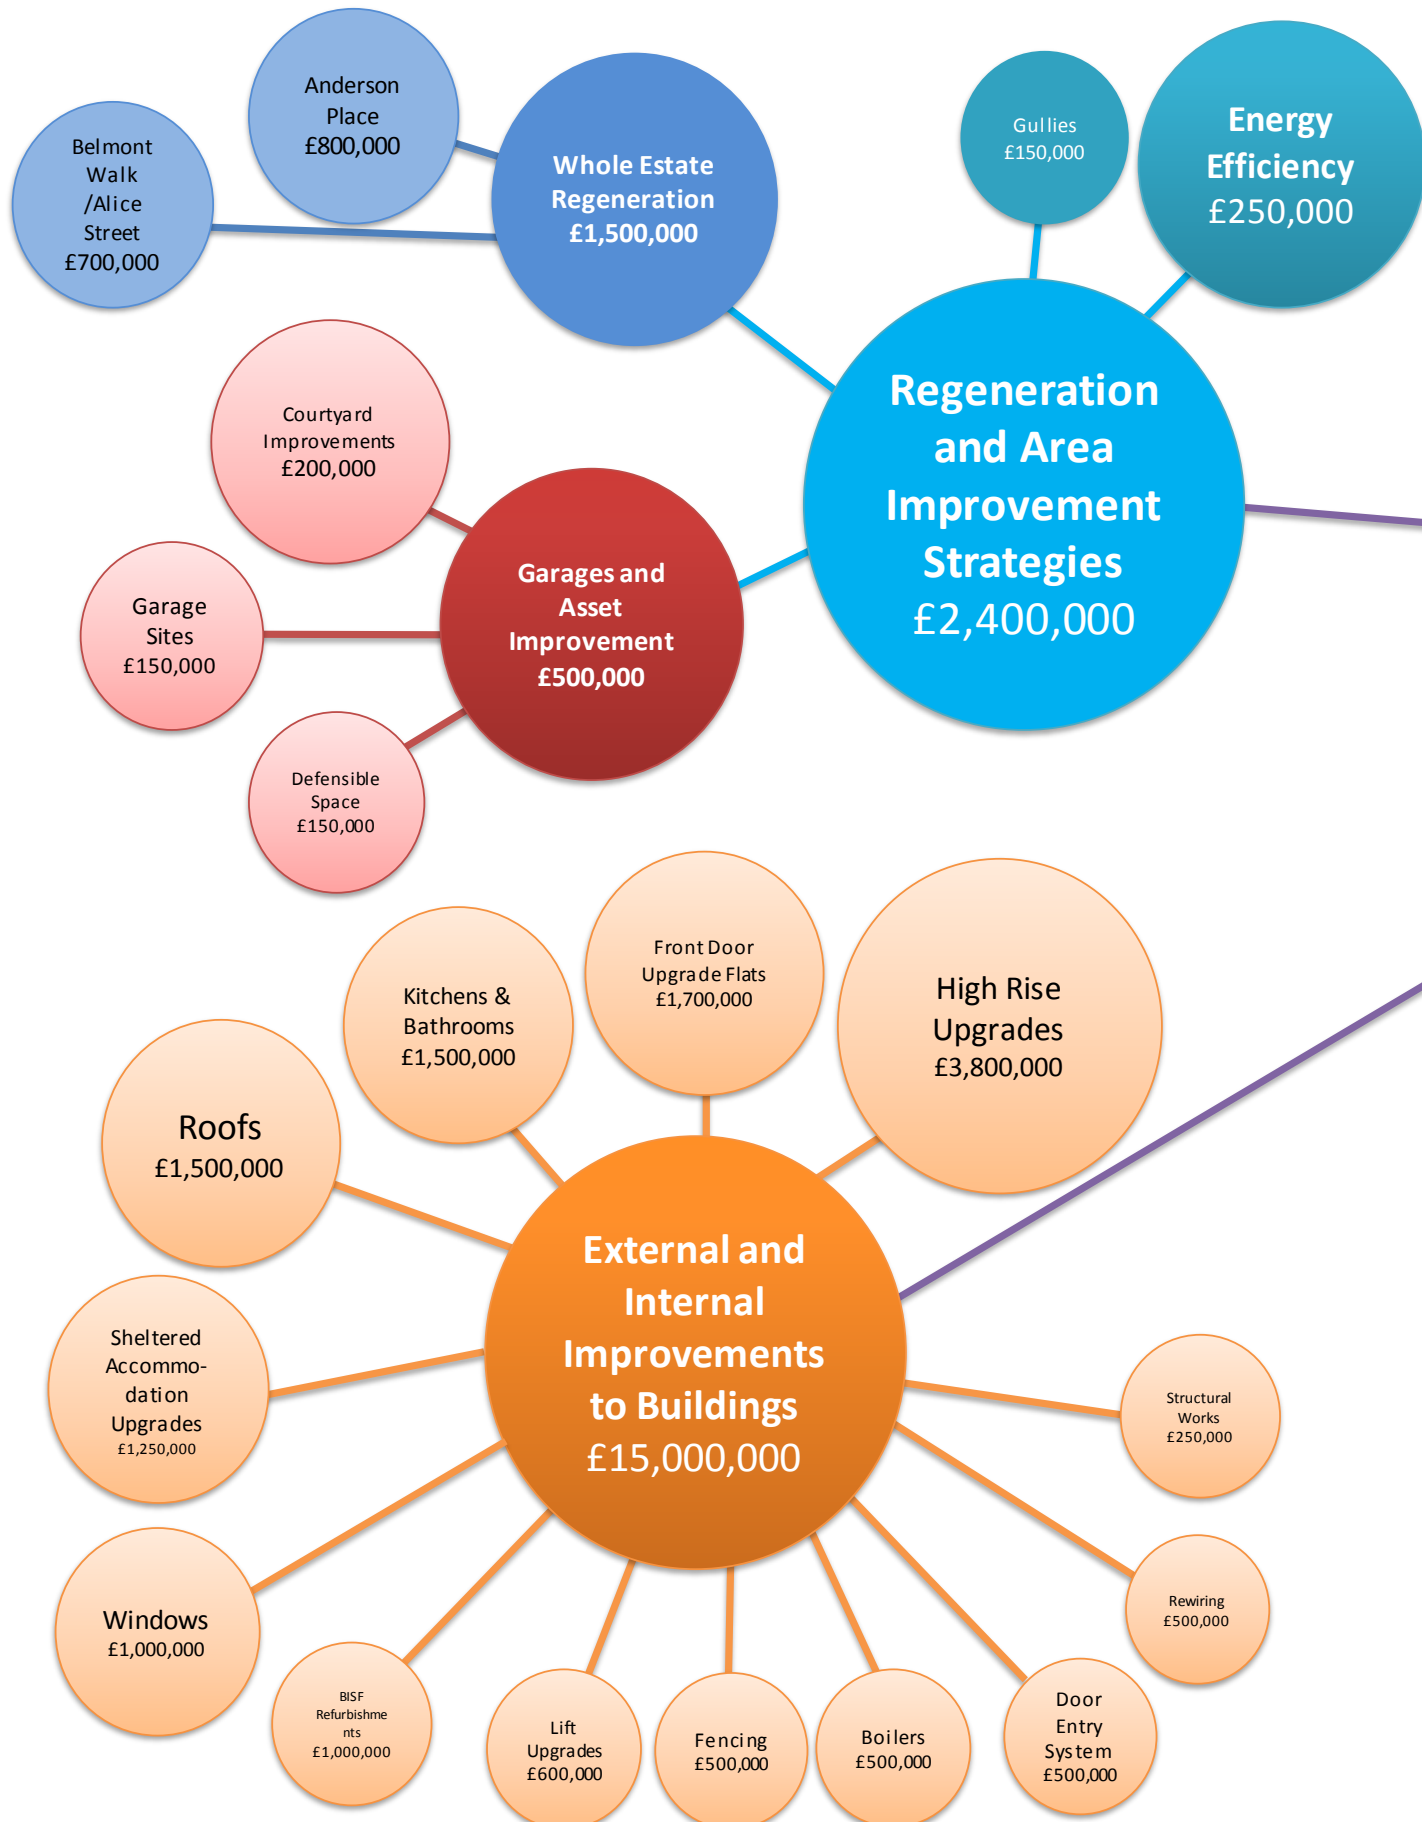 Anderson
Place
£800,000
Belmont
Walk
/Alice
Street
£700,000
Whole Estate
Regeneration
£1,500,000
Gullies
£150,000
Energy
Efficiency
£250,000
Regeneration
and Area
Improvement
Strategies
£2,400,000
Courtyard
Improvements
£200,000
Garage
Sites
£150,000
Defensible
Space
£150,000
Garages and
Asset
Improvement
£500,000
Front Door
Upgrade Flats
£1,700,000
High Rise
Upgrades
£3,800,000
Kitchens &
Bathrooms
£1,500,000
Roofs
£1,500,000
Sheltered
Accommo-
dation
Upgrades
£1,250,000
External and
Internal
Improvements
to Buildings
£15,000,000
Structural
Works
£250,000
Windows
£1,000,000
Rewiring
£500,000
BISF
Refurbishme
nts
£1,000,000
Lift
Upgrades
£600,000
Fencing
£500,000
Boilers
£500,000
Door
Entry
System
£500,000